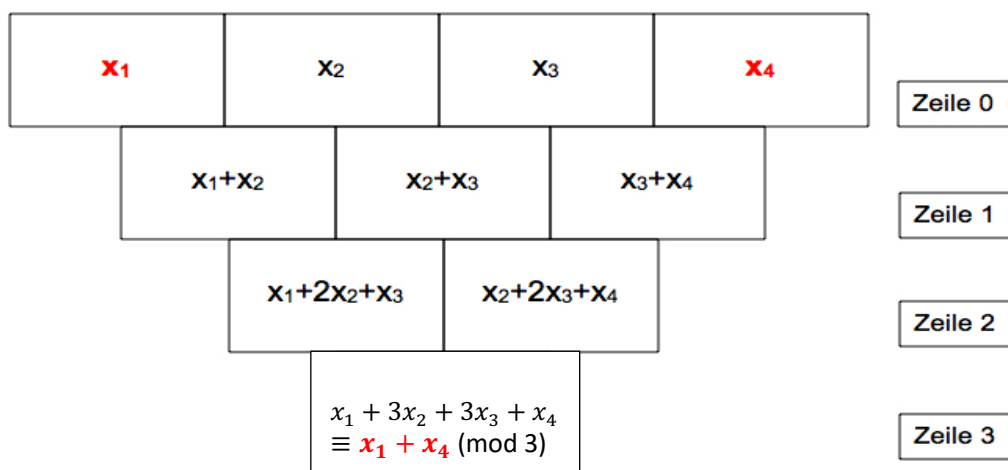 x₁ x₂ x₃ x₄
Zeile 0
x₁+x₂ x₂+x₃ x₃+x₄
Zeile 1
x₁+2x₂+x₃ x₂+2x₃+x₄
Zeile 2
x₁ + 3x₂ + 3x₃ + x₄
≡ x₁ + x₄ (mod 3)
Zeile 3